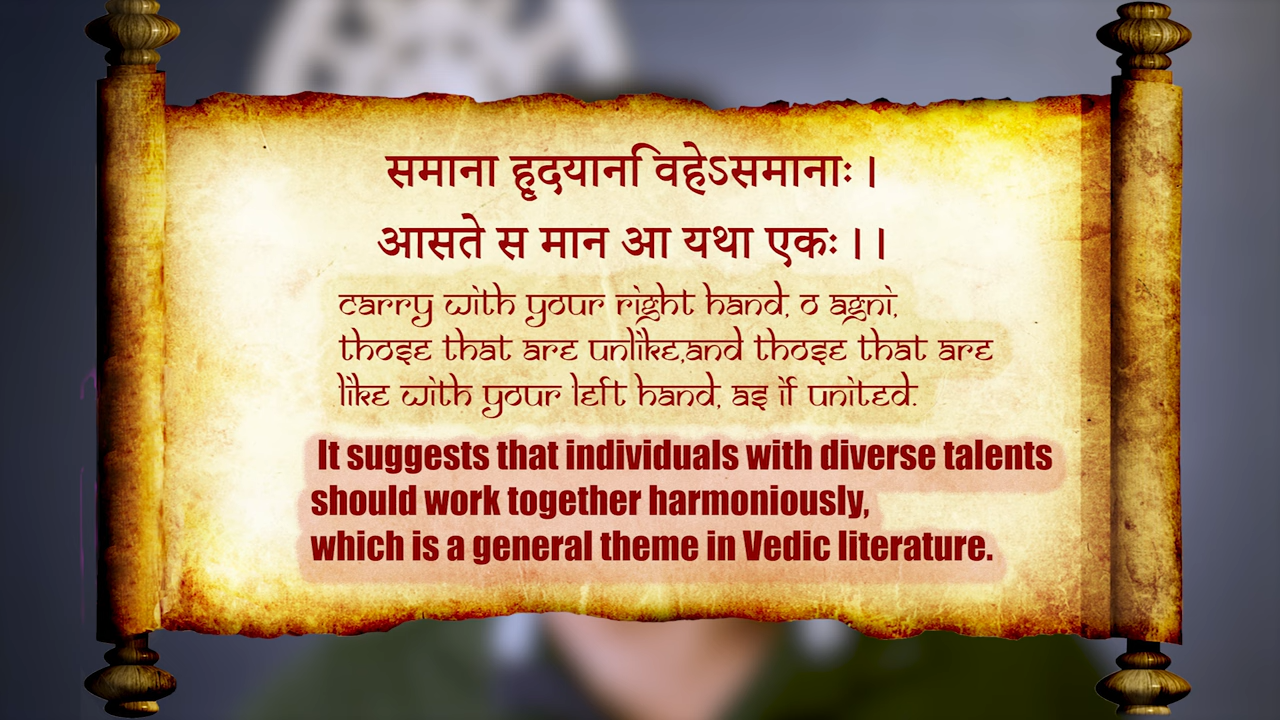 समाना हृदयानि विहेऽसमानाः ।
आसते स मान आ यथा एकः ।।
carry with your right hand, o agni,
those that are unlike,and those that are
like with your left hand, as if united.
It suggests that individuals with diverse talents
should work together harmoniously,
which is a general theme in Vedic literature.